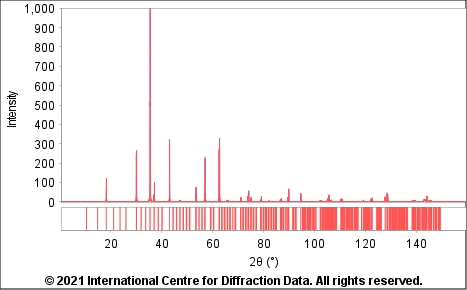 1,000
900
800
700
600
500
400
300
200
100
0
Intensity
20 40 60 80 100 120 140
2θ (°)
© 2021 International Centre for Diffraction Data. All rights reserved.